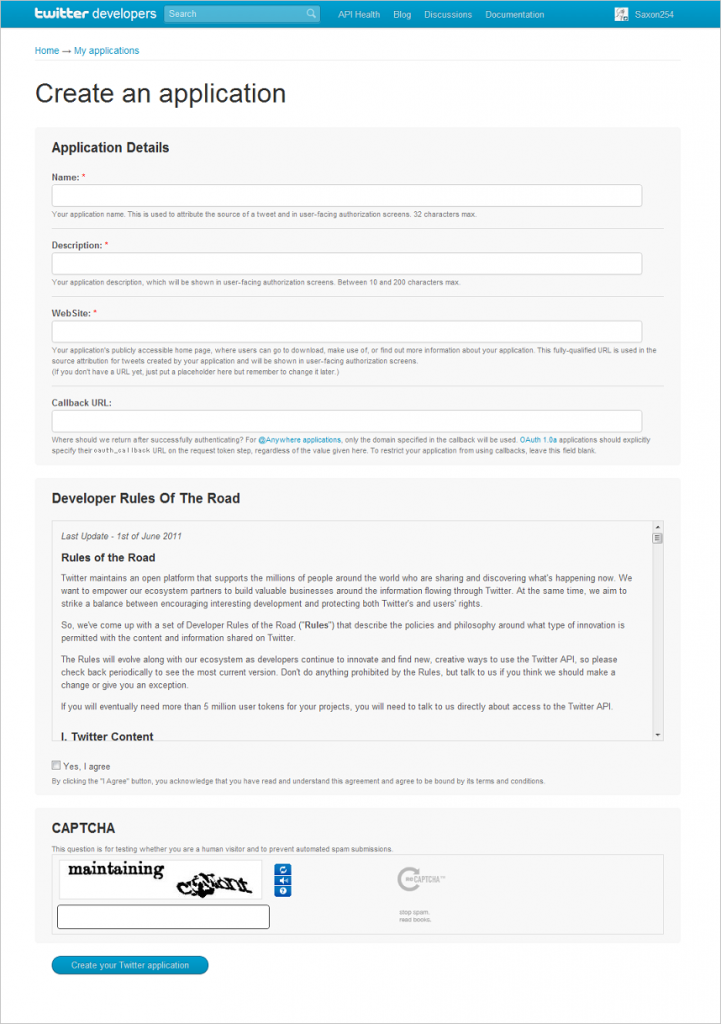 twitter developers Search API Health Blog Discussions Documentation Saxon254
Home → My applications
Create an application
Application Details
Name: *
Your application name. This is used to attribute the source of a tweet and in user-facing authorization screens. 32 characters max.
Description: *
Your application description, which will be shown in user-facing authorization screens. Between 10 and 200 characters max.
WebSite: *
Your application's publicly accessible home page, where users can go to download, make use of, or find out more information about your application. This fully-qualified URL is used in the
source attribution for tweets created by your application and will be shown in user-facing authorization screens.
(If you don't have a URL yet, just put a placeholder here but remember to change it later.)
Callback URL:
Where should we return after successfully authenticating? For @Anywhere applications, only the domain specified in the callback will be used. OAuth 1.0a applications should explicitly
specify their oauth_callback URL on the request token step, regardless of the value given here. To restrict your application from using callbacks, leave this field blank.
Developer Rules Of The Road
Last Update - 1st of June 2011
Rules of the Road
Twitter maintains an open platform that supports the millions of people around the world who are sharing and discovering what's happening now. We
want to empower our ecosystem partners to build valuable businesses around the information flowing through Twitter. At the same time, we aim to
strike a balance between encouraging interesting development and protecting both Twitter's and users' rights.
So, we've come up with a set of Developer Rules of the Road ("Rules") that describe the policies and philosophy around what type of innovation is
permitted with the content and information shared on Twitter.
The Rules will evolve along with our ecosystem as developers continue to innovate and find new, creative ways to use the Twitter API, so please
check back periodically to see the most current version. Don't do anything prohibited by the Rules, but talk to us if you think we should make a
change or give you an exception.
If you will eventually need more than 5 million user tokens for your projects, you will need to talk to us directly about access to the Twitter API.
I. Twitter Content
Yes, I agree
By clicking the "I Agree" button, you acknowledge that you have read and understand this agreement and agree to be bound by its terms and conditions.
CAPTCHA
This question is for testing whether you are a human visitor and to prevent automated spam submissions.
maintaining
reCAPTCHA™
stop spam.
read books.
Create your Twitter application